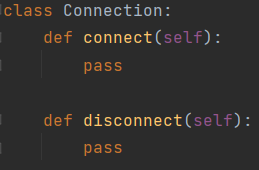 class Connection:
    def connect(self):
        pass

    def disconnect(self):
        pass